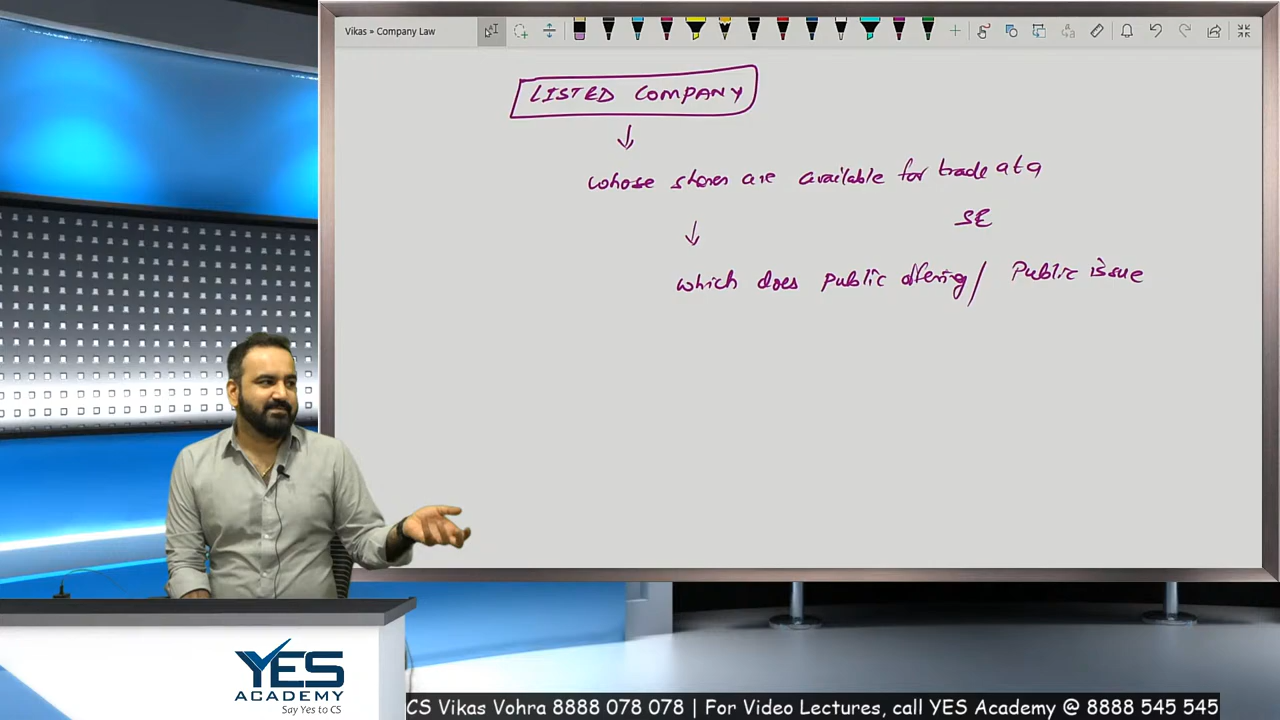 Vikas » Company Law
LISTED COMPANY
whose shares are available for trade at a
SE
which does public offering / Public issue
YES
ACADEMY
Say Yes to CS
CS Vikas Vohra 8888 078 078 | For Video Lectures, call YES Academy @ 8888 545 545